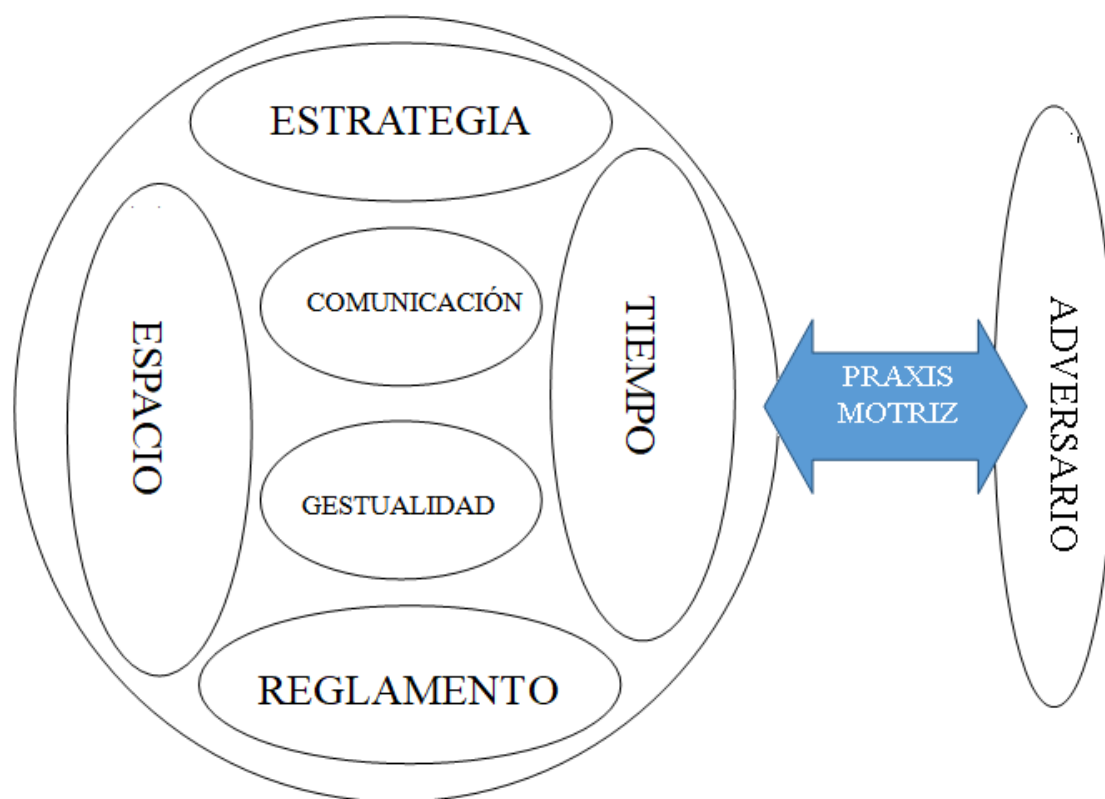 ESTRATEGIA
COMUNICACIÓN
ESPACIO
TIEMPO
GESTUALIDAD
REGLAMENTO
PRAXIS
MOTRIZ
ADVERSARIO